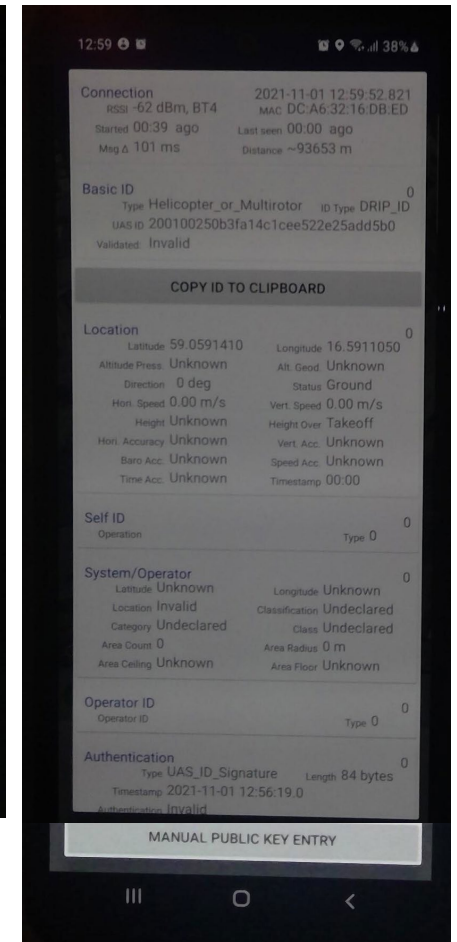 12:59 38%
Connection 2021-11-01 12:59:52.821
RSSI -62 dBm, BT4 MAC DC:A6:32:16:DB:ED
Started 00:39 ago Last seen 00:00 ago
Msg Δ 101 ms Distance ~93653 m
Basic ID 0
Type Helicopter_or_Multirotor ID Type DRIP_ID
UAS ID 200100250b3fa14c1cee522e25add5b0
Validated: Invalid
COPY ID TO CLIPBOARD
Location 0
Latitude 59.0591410 Longitude 16.5911050
Altitude Press. Unknown Alt. Geod. Unknown
Direction 0 deg Status Ground
Hori. Speed 0.00 m/s Vert. Speed 0.00 m/s
Height Unknown Height Over Takeoff
Hori. Accuracy Unknown Vert. Acc. Unknown
Baro Acc. Unknown Speed Acc. Unknown
Time Acc. Unknown Timestamp 00:00
Self ID 0
Operation Type 0
System/Operator 0
Latitude Unknown Longitude Unknown
Location Invalid Classification Undeclared
Category Undeclared Class Undeclared
Area Count 0 Area Radius 0 m
Area Ceiling Unknown Area Floor Unknown
Operator ID 0
Operator ID Type 0
Authentication 0
Type UAS_ID_Signature Length 84 bytes
Timestamp 2021-11-01 12:56:19.0
Authentication Invalid
MANUAL PUBLIC KEY ENTRY